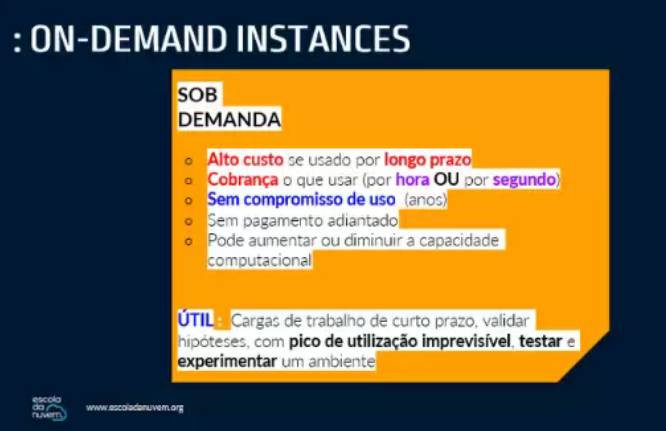 : ON-DEMAND INSTANCES
SOB
DEMANDA
Alto custo se usado por longo prazo
Cobrança o que usar (por hora OU por segundo)
Sem compromisso de uso (anos)
Sem pagamento adiantado
Pode aumentar ou diminuir a capacidade
computacional
ÚTIL : Cargas de trabalho de curto prazo, validar
hipóteses, com pico de utilização imprevisível, testar e
experimentar um ambiente
escola
da
nuvem
www.escoladanuvem.org